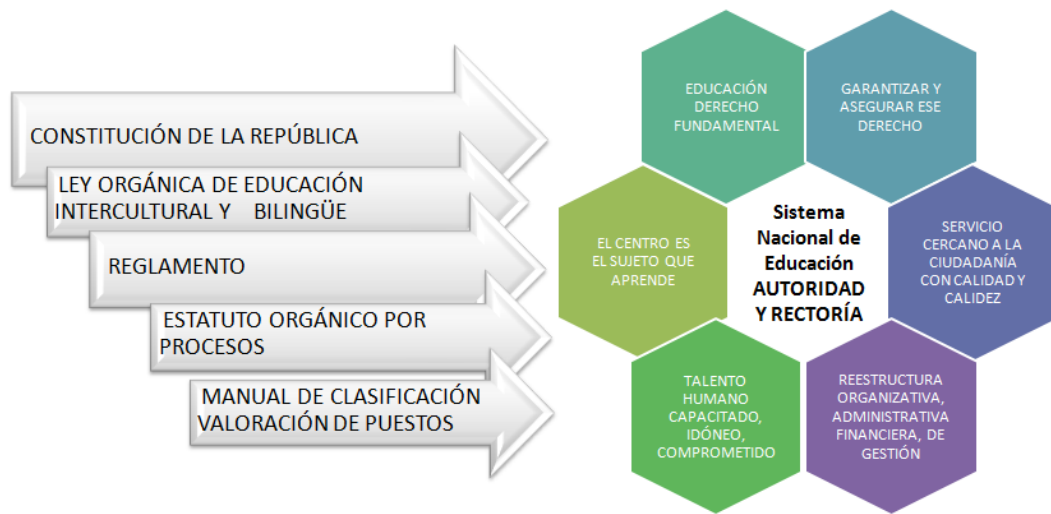 CONSTITUCIÓN DE LA REPÚBLICA
LEY ORGÁNICA DE EDUCACIÓN
INTERCULTURAL Y BILINGÜE
REGLAMENTO
ESTATUTO ORGÁNICO POR
PROCESOS
MANUAL DE CLASIFICACIÓN
VALORACIÓN DE PUESTOS
EDUCACIÓN
DERECHO
FUNDAMENTAL
GARANTIZAR Y
ASEGURAR ESE
DERECHO
EL CENTRO ES
EL SUJETO QUE
APRENDE
Sistema
Nacional de
Educación
AUTORIDAD
Y RECTORÍA
SERVICIO
CERCANO A LA
CIUDADANÍA
CON CALIDAD Y
CALIDEZ
TALENTO
HUMANO
CAPACITADO,
IDÓNEO,
COMPROMETIDO
REESTRUCTURA
ORGANIZATIVA,
ADMINISTRATIVA
FINANCIERA, DE
GESTIÓN